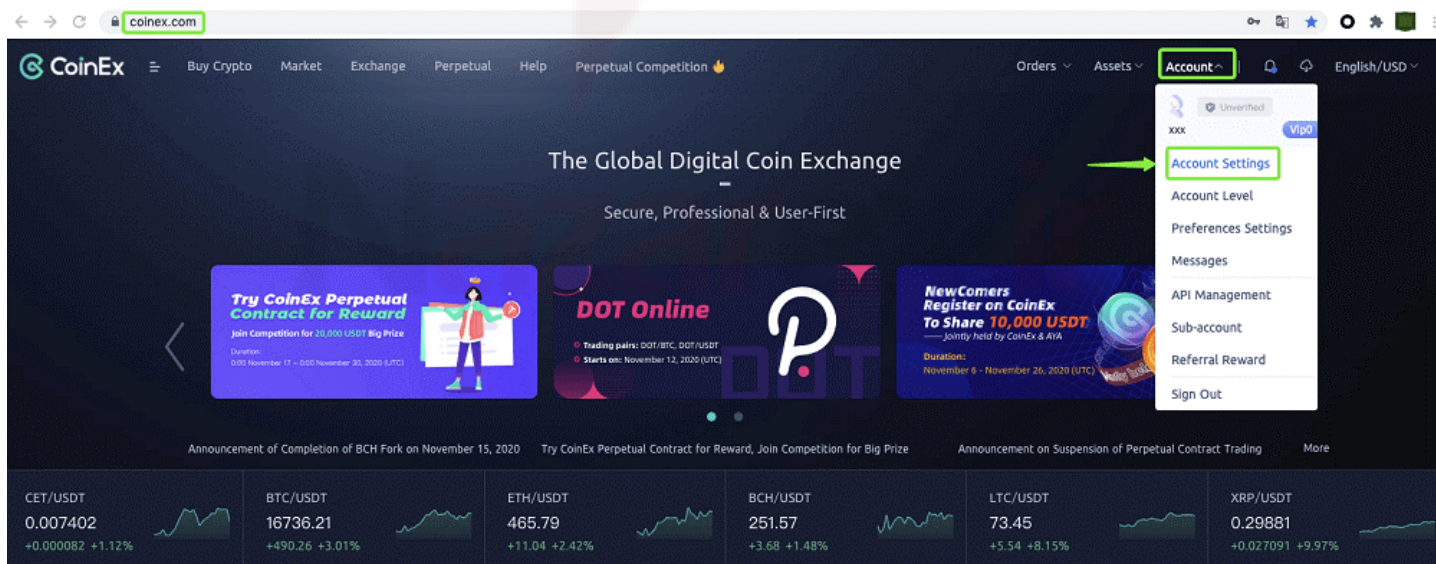 coinex.com
CoinEx
Buy Crypto
Market
Exchange
Perpetual
Help
Perpetual Competition
Orders
Assets
Account
English/USD
Unverified
xxx
Vip0
Account Settings
Account Level
Preferences Settings
Messages
API Management
Sub-account
Referral Reward
Sign Out
The Global Digital Coin Exchange
Secure, Professional & User-First
Try CoinEx Perpetual
Contract for Reward
Join Competition for 20,000 USDT Big Prize
Duration:
0:00 November 17 – 0:00 November 30, 2020 (UTC)
DOT Online
Trading pairs: DOT/BTC, DOT/USDT
Starts on: November 12, 2020 (UTC)
DOT
NewComers
Register on CoinEx
To Share 10,000 USDT
—— Jointly held by CoinEx & AYA
Duration:
November 6 - November 26, 2020 (UTC)
Announcement of Completion of BCH Fork on November 15, 2020
Try CoinEx Perpetual Contract for Reward, Join Competition for Big Prize
Announcement on Suspension of Perpetual Contract Trading
More
CET/USDT
0.007402
+0.000082 +1.12%
BTC/USDT
16736.21
+490.26 +3.01%
ETH/USDT
465.79
+11.04 +2.42%
BCH/USDT
251.57
+3.68 +1.48%
LTC/USDT
73.45
+5.54 +8.15%
XRP/USDT
0.29881
+0.027091 +9.97%